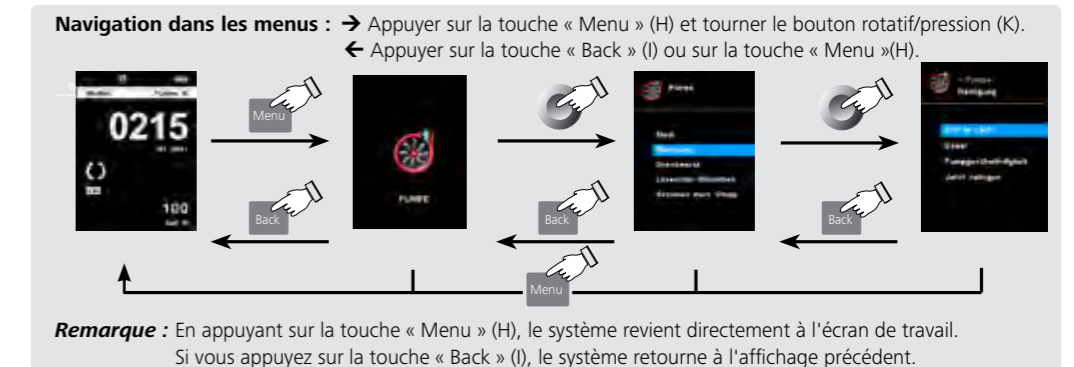 Navigation dans les menus : → Appuyer sur la touche « Menu » (H) et tourner le bouton rotatif/pression (K).
← Appuyer sur la touche « Back » (I) ou sur la touche « Menu »(H).
0215
100
Menu
Back
PUMPE
Back
Pumpe
Reinigung
Back
Menu
Remarque : En appuyant sur la touche « Menu » (H), le système revient directement à l'écran de travail.
Si vous appuyez sur la touche « Back » (I), le système retourne à l'affichage précédent.